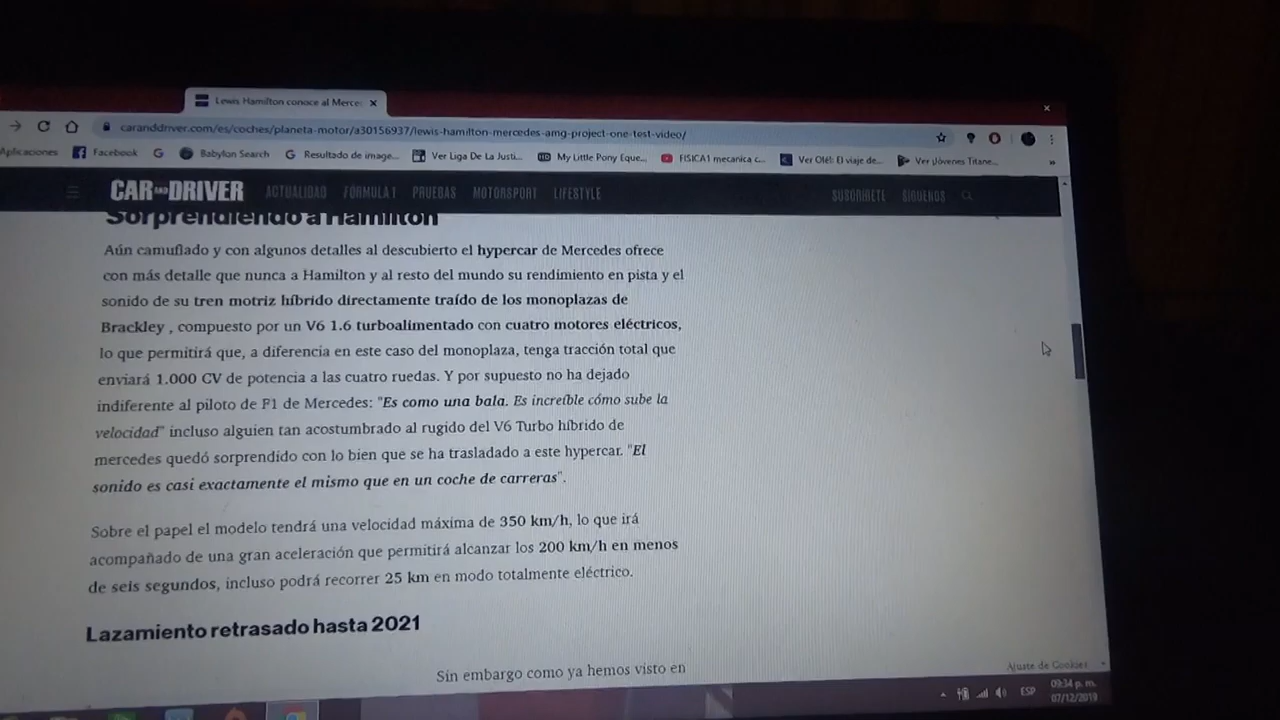 Lewis Hamilton conoce al Merce
caranddriver.com/es/coches/planeta-motor/a30156937/lewis-hamilton-mercedes-amg-project-one-test-video/
Aplicaciones Facebook Babylon Search Resultado de image... Ver Liga De La Justi... My Little Pony Eque... FISICA1 mecanica c... Ver Olé!: El viaje de... Ver ¡Jóvenes Titane... »
CAR AND DRIVER ACTUALIDAD FÓRMULA 1 PRUEBAS MOTORSPORT LIFESTYLE SUSCRÍBETE SÍGUENOS
Sorprendiendo a Hamilton
Aún camuflado y con algunos detalles al descubierto el hypercar de Mercedes ofrece
con más detalle que nunca a Hamilton y al resto del mundo su rendimiento en pista y el
sonido de su tren motriz híbrido directamente traído de los monoplazas de
Brackley , compuesto por un V6 1.6 turboalimentado con cuatro motores eléctricos,
lo que permitirá que, a diferencia en este caso del monoplaza, tenga tracción total que
enviará 1.000 CV de potencia a las cuatro ruedas. Y por supuesto no ha dejado
indiferente al piloto de F1 de Mercedes: "Es como una bala. Es increíble cómo sube la
velocidad" incluso alguien tan acostumbrado al rugido del V6 Turbo híbrido de
mercedes quedó sorprendido con lo bien que se ha trasladado a este hypercar. "El
sonido es casi exactamente el mismo que en un coche de carreras".
Sobre el papel el modelo tendrá una velocidad máxima de 350 km/h, lo que irá
acompañado de una gran aceleración que permitirá alcanzar los 200 km/h en menos
de seis segundos, incluso podrá recorrer 25 km en modo totalmente eléctrico.
Lazamiento retrasado hasta 2021
Sin embargo como ya hemos visto en
Ajuste de Cookies
ESP
09:34 p. m.
07/12/2019